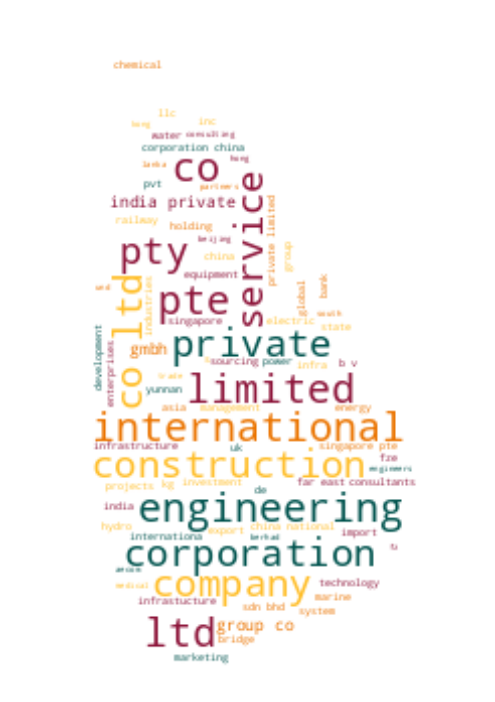 chemical
llc
hong
inc
water
consulting
corporation china
co
hong
lanka
pvt
partners
india private
service
railway
holding
private limited
pty
beijing
china
group
equipment
co ltd
industries
pte
global
bank
south
singapore
electric
state
development
enterprises
gmbh
private
sourcing
power
infra
b v
trade
yunnan
limited
asia
management
energy
international
infrastructure
uk
singapore pte
construction
fze
engineers
projects
kg
investment
de
far east
consultants
india
engineering
hydro
export
china national
internationa
berhad
import
corporation
aecom
medical
company
technology
infrastucture
marine
sdn bhd
system
ltd
group co
bridge
marketing